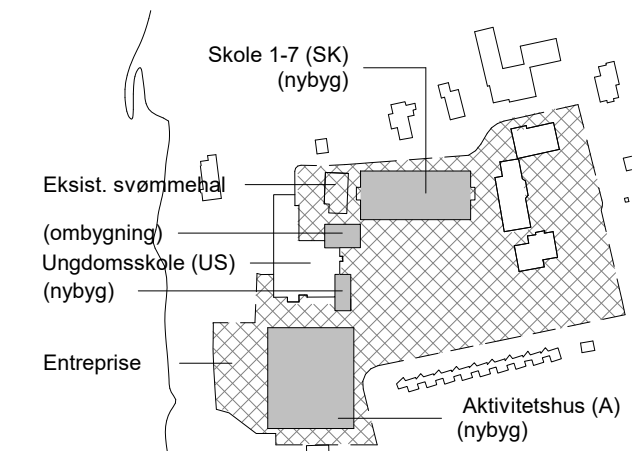 Skole 1-7 (SK)
(nybyg)
Eksist. svømmehal
(ombygning)
Ungdomsskole (US)
(nybyg)
Entreprise
Aktivitetshus (A)
(nybyg)